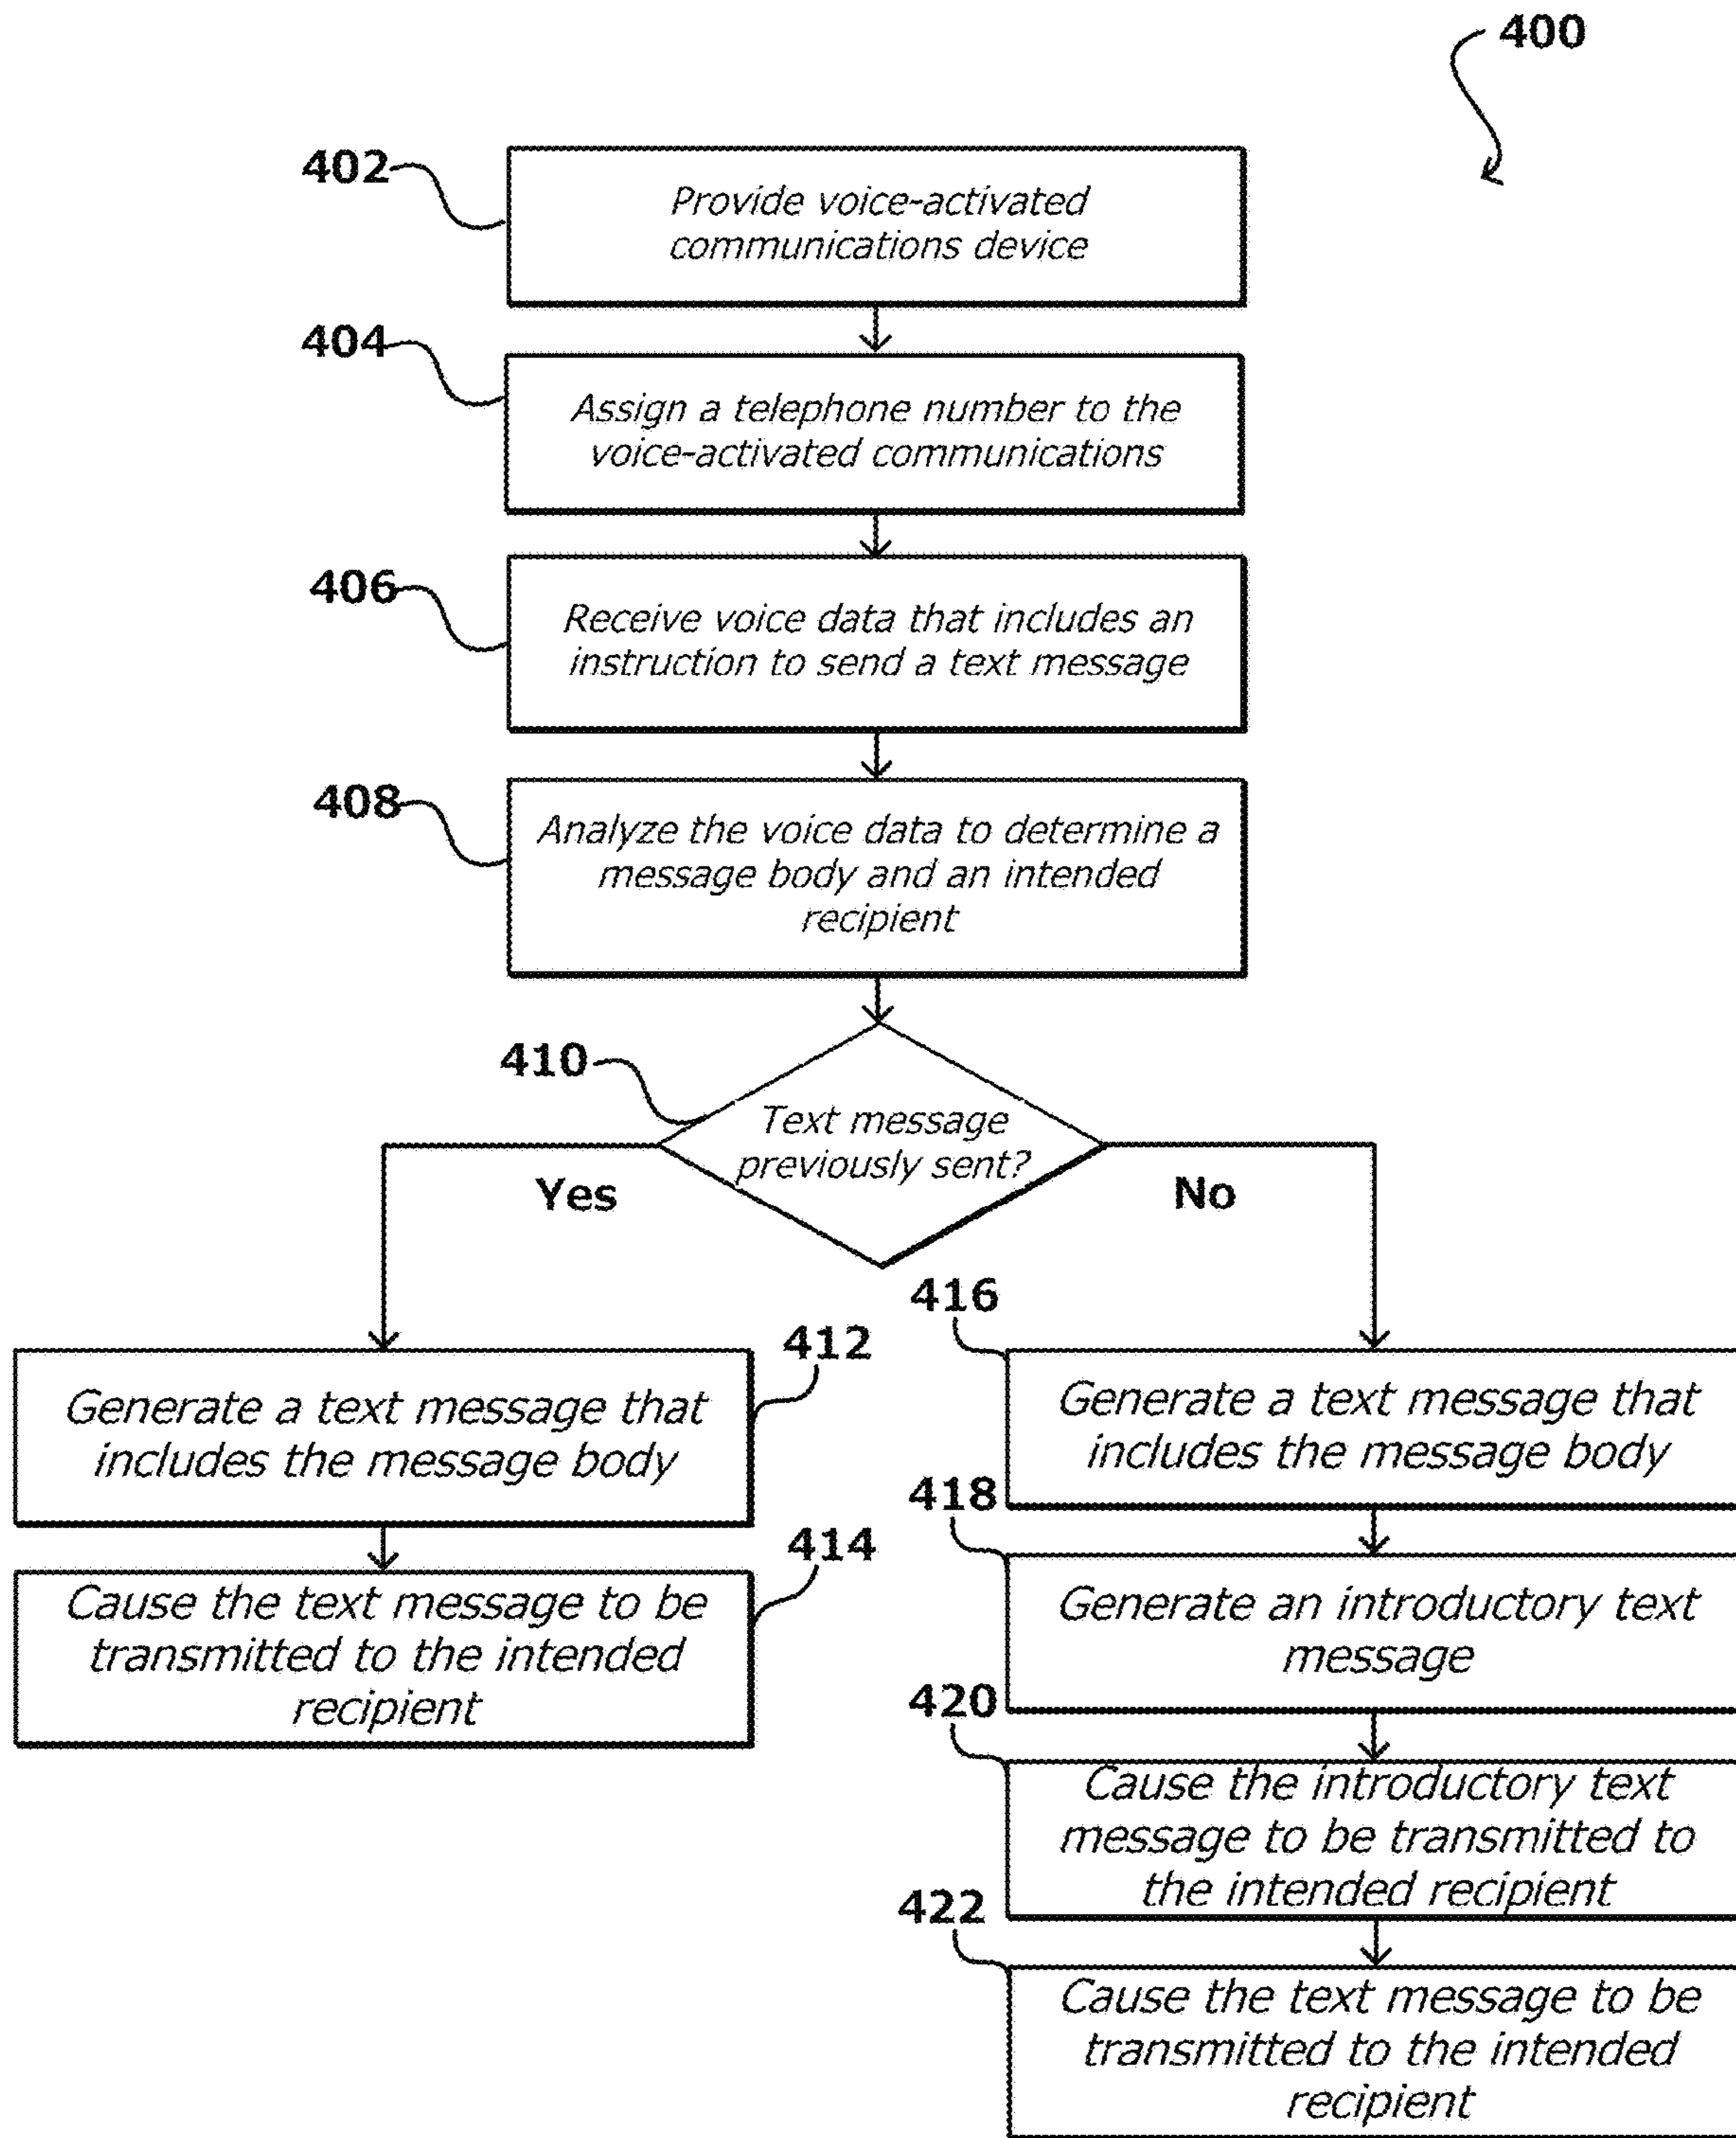 400
402
Provide voice-activated
communications device
404
Assign a telephone number to the
voice-activated communications
406
Receive voice data that includes an
instruction to send a text message
408
Analyze the voice data to determine a
message body and an intended
recipient
410
Text message
previously sent?
Yes
No
412
Generate a text message that
includes the message body
414
Cause the text message to be
transmitted to the intended
recipient
416
Generate a text message that
includes the message body
418
Generate an introductory text
message
420
Cause the introductory text
message to be transmitted to
the intended recipient
422
Cause the text message to be
transmitted to the intended
recipient